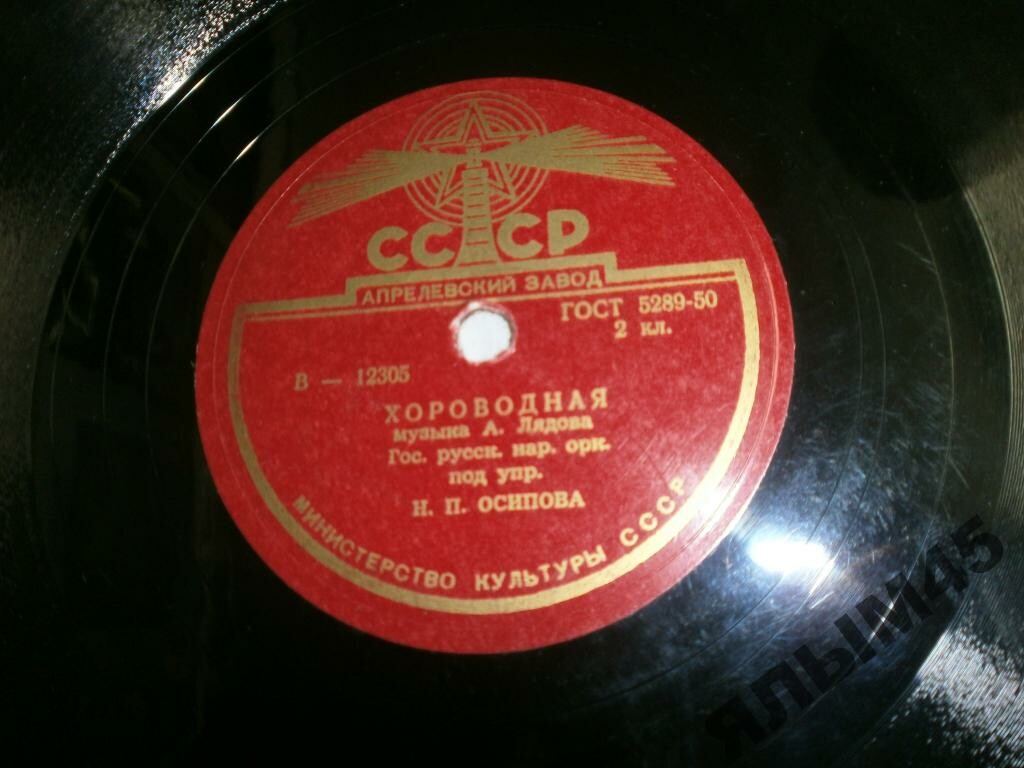 СССР
АПРЕЛЕВСКИЙ ЗАВОД
ГОСТ 5289-50
2 кл.
В — 12305
ХОРОВОДНАЯ
музыка А. Лядова
Гос. русск. нар. орк.
под упр.
Н. П. ОСИПОВА
МИНИСТЕРСТВО КУЛЬТУРЫ СССР
ЯЛЫМ45